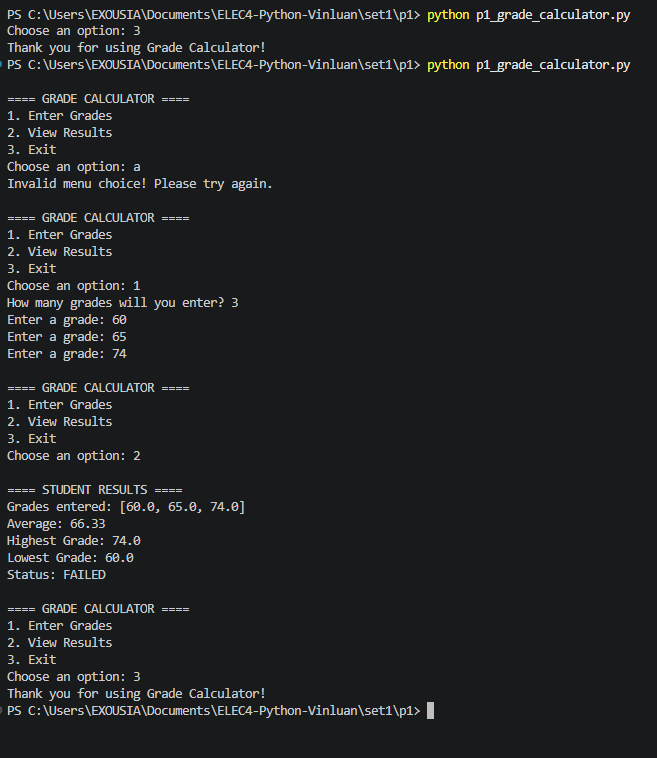 PS C:\Users\EXOUSIA\Documents\ELEC4-Python-Vinluan\set1\p1> python p1_grade_calculator.py
Choose an option: 3
Thank you for using Grade Calculator!
PS C:\Users\EXOUSIA\Documents\ELEC4-Python-Vinluan\set1\p1> python p1_grade_calculator.py
==== GRADE CALCULATOR ====
1. Enter Grades
2. View Results
3. Exit
Choose an option: a
Invalid menu choice! Please try again.
==== GRADE CALCULATOR ====
1. Enter Grades
2. View Results
3. Exit
Choose an option: 1
How many grades will you enter? 3
Enter a grade: 60
Enter a grade: 65
Enter a grade: 74
==== GRADE CALCULATOR ====
1. Enter Grades
2. View Results
3. Exit
Choose an option: 2
==== STUDENT RESULTS ====
Grades entered: [60.0, 65.0, 74.0]
Average: 66.33
Highest Grade: 74.0
Lowest Grade: 60.0
Status: FAILED
==== GRADE CALCULATOR ====
1. Enter Grades
2. View Results
3. Exit
Choose an option: 3
Thank you for using Grade Calculator!
PS C:\Users\EXOUSIA\Documents\ELEC4-Python-Vinluan\set1\p1>